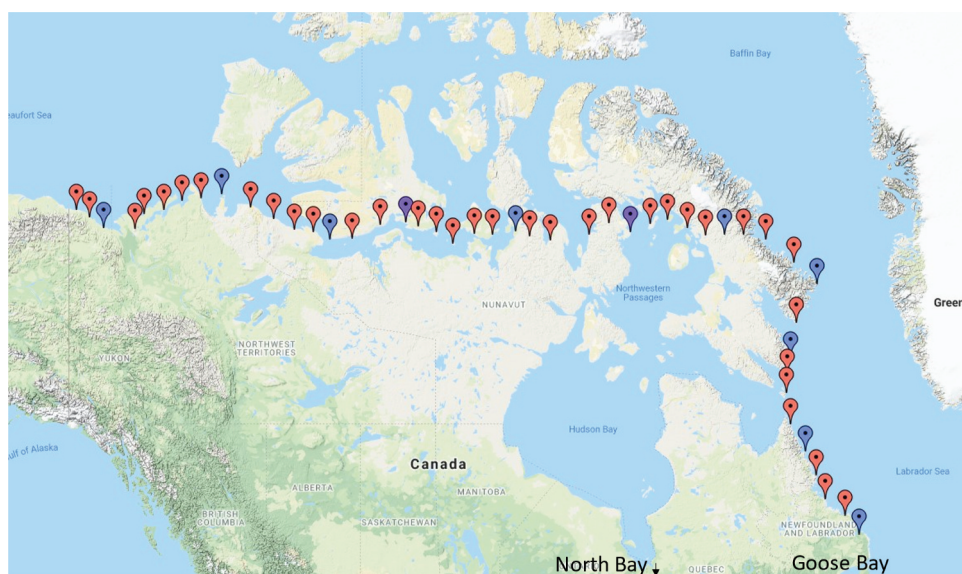 Baffin Bay
eaufort Sea
Northwestern
Passages
NUNAVUT
Green
NORTHWEST
TERRITORIES
YUKON
Hudson Bay
ulf of Alaska
Canada
Labrador Sea
ALBERTA
MANITOBA
BRITISH
COLUMBIA
SASKATCHEWAN
NEWFOUNDLAND
AND LABRADOR
North Bay
QUEBEC
Goose Bay